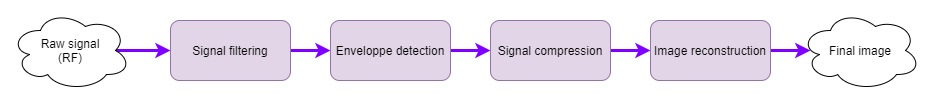 Raw signal
(RF)
Signal filtering
Enveloppe detection
Signal compression
Image reconstruction
Final image